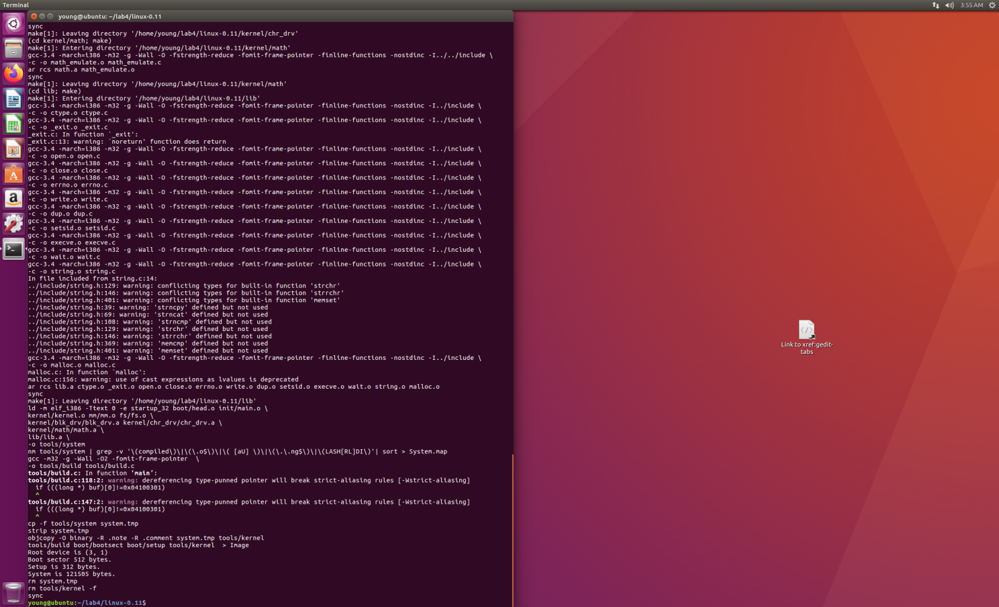 Terminal
3:55 AM
young@ubuntu: ~/lab4/linux-0.11
sync
make[1]: Leaving directory '/home/young/lab4/linux-0.11/kernel/chr_drv'
(cd kernel/math; make)
make[1]: Entering directory '/home/young/lab4/linux-0.11/kernel/math'
gcc-3.4 -march=i386 -m32 -g -Wall -O -fstrength-reduce -fomit-frame-pointer -finline-functions -nostdinc -I../../include \
-c -o math_emulate.o math_emulate.c
ar rcs math.a math_emulate.o
sync
make[1]: Leaving directory '/home/young/lab4/linux-0.11/kernel/math'
(cd lib; make)
make[1]: Entering directory '/home/young/lab4/linux-0.11/lib'
gcc-3.4 -march=i386 -m32 -g -Wall -O -fstrength-reduce -fomit-frame-pointer -finline-functions -nostdinc -I../include \
-c -o ctype.o ctype.c
gcc-3.4 -march=i386 -m32 -g -Wall -O -fstrength-reduce -fomit-frame-pointer -finline-functions -nostdinc -I../include \
-c -o _exit.o _exit.c
_exit.c: In function `_exit':
_exit.c:13: warning: `noreturn' function does return
gcc-3.4 -march=i386 -m32 -g -Wall -O -fstrength-reduce -fomit-frame-pointer -finline-functions -nostdinc -I../include \
-c -o open.o open.c
gcc-3.4 -march=i386 -m32 -g -Wall -O -fstrength-reduce -fomit-frame-pointer -finline-functions -nostdinc -I../include \
-c -o close.o close.c
gcc-3.4 -march=i386 -m32 -g -Wall -O -fstrength-reduce -fomit-frame-pointer -finline-functions -nostdinc -I../include \
-c -o errno.o errno.c
gcc-3.4 -march=i386 -m32 -g -Wall -O -fstrength-reduce -fomit-frame-pointer -finline-functions -nostdinc -I../include \
-c -o write.o write.c
gcc-3.4 -march=i386 -m32 -g -Wall -O -fstrength-reduce -fomit-frame-pointer -finline-functions -nostdinc -I../include \
-c -o dup.o dup.c
gcc-3.4 -march=i386 -m32 -g -Wall -O -fstrength-reduce -fomit-frame-pointer -finline-functions -nostdinc -I../include \
-c -o setsid.o setsid.c
gcc-3.4 -march=i386 -m32 -g -Wall -O -fstrength-reduce -fomit-frame-pointer -finline-functions -nostdinc -I../include \
-c -o execve.o execve.c
gcc-3.4 -march=i386 -m32 -g -Wall -O -fstrength-reduce -fomit-frame-pointer -finline-functions -nostdinc -I../include \
-c -o wait.o wait.c
gcc-3.4 -march=i386 -m32 -g -Wall -O -fstrength-reduce -fomit-frame-pointer -finline-functions -nostdinc -I../include \
-c -o string.o string.c
In file included from string.c:14:
../include/string.h:129: warning: conflicting types for built-in function 'strchr'
../include/string.h:146: warning: conflicting types for built-in function 'strrchr'
../include/string.h:401: warning: conflicting types for built-in function 'memset'
../include/string.h:39: warning: 'strncpy' defined but not used
../include/string.h:69: warning: 'strncat' defined but not used
../include/string.h:108: warning: 'strncmp' defined but not used
../include/string.h:129: warning: 'strchr' defined but not used
../include/string.h:146: warning: 'strrchr' defined but not used
../include/string.h:369: warning: 'memcmp' defined but not used
../include/string.h:401: warning: 'memset' defined but not used
gcc-3.4 -march=i386 -m32 -g -Wall -O -fstrength-reduce -fomit-frame-pointer -finline-functions -nostdinc -I../include \
-c -o malloc.o malloc.c
malloc.c: In function `malloc':
malloc.c:156: warning: use of cast expressions as lvalues is deprecated
ar rcs lib.a ctype.o _exit.o open.o close.o errno.o write.o dup.o setsid.o execve.o wait.o string.o malloc.o
sync
make[1]: Leaving directory '/home/young/lab4/linux-0.11/lib'
ld -m elf_i386 -Ttext 0 -e startup_32 boot/head.o init/main.o \
kernel/kernel.o mm/mm.o fs/fs.o \
kernel/blk_drv/blk_drv.a kernel/chr_drv/chr_drv.a \
kernel/math/math.a \
lib/lib.a \
-o tools/system
nm tools/system | grep -v '\(compiled\)\|\(\.o$\)\|\( [aU] \)\|\(\.\.ng$\)\|\(LASH[RL]DI\)'| sort > System.map
gcc -m32 -g -Wall -O2 -fomit-frame-pointer  \
-o tools/build tools/build.c
tools/build.c: In function ‘main’:
tools/build.c:118:2: warning: dereferencing type-punned pointer will break strict-aliasing rules [-Wstrict-aliasing]
if (((long *) buf)[0]!=0x04100301)
^
tools/build.c:147:2: warning: dereferencing type-punned pointer will break strict-aliasing rules [-Wstrict-aliasing]
if (((long *) buf)[0]!=0x04100301)
^
cp -f tools/system system.tmp
strip system.tmp
objcopy -O binary -R .note -R .comment system.tmp tools/kernel
tools/build boot/bootsect boot/setup tools/kernel  > Image
Root device is (3, 1)
Boot sector 512 bytes.
Setup is 312 bytes.
System is 121505 bytes.
rm system.tmp
rm tools/kernel -f
sync
young@ubuntu:~/lab4/linux-0.11$
Link to xref:gedit-
tabs